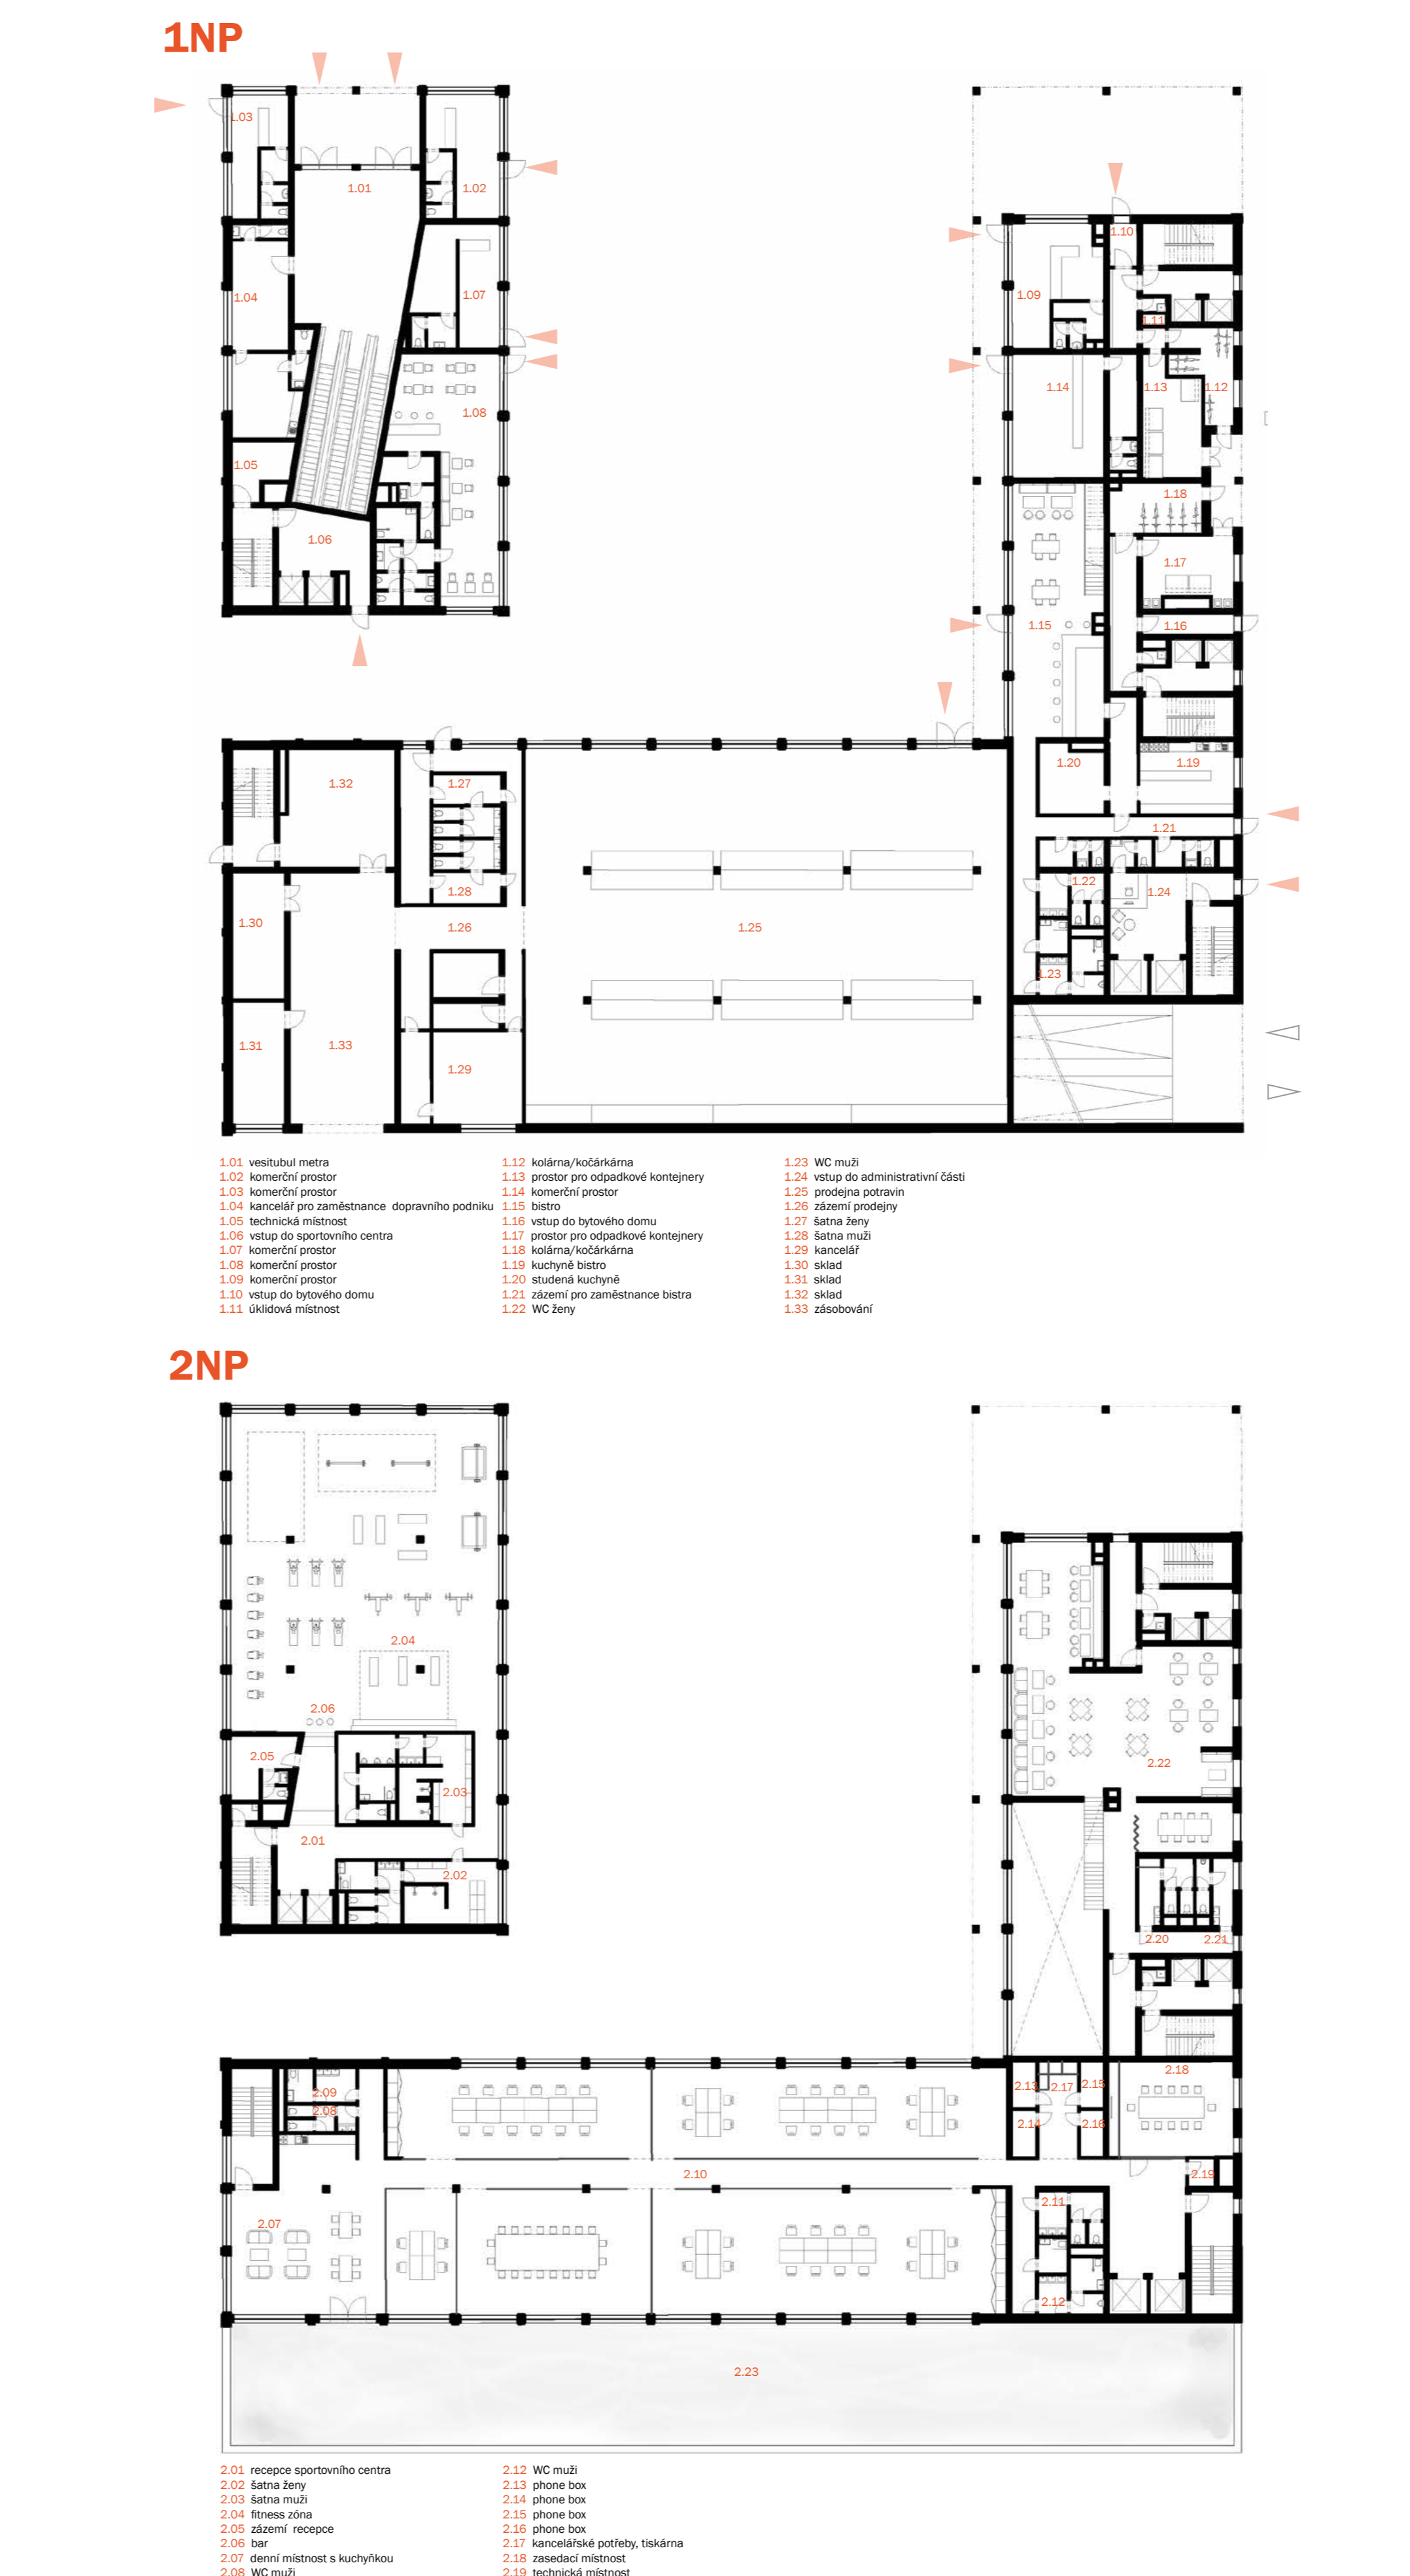 1NP
1.03
1.01
1.02
1.10
1.04
1.07
1.09
1.11
1.14
1.13
1.12
1.08
1.05
1.18
1.06
1.17
1.15
1.16
1.20
1.19
1.32
1.27
1.21
1.22
1.28
1.24
1.30
1.26
1.25
1.23
1.31
1.33
1.29
1.01 vesitubul metra
1.02 komerční prostor
1.03 komerční prostor
1.04 kancelář pro zaměstnance dopravního podniku
1.05 technická místnost
1.06 vstup do sportovního centra
1.07 komerční prostor
1.08 komerční prostor
1.09 komerční prostor
1.10 vstup do bytového domu
1.11 úklidová místnost
1.12 kolárna/kočárkárna
1.13 prostor pro odpadkové kontejnery
1.14 komerční prostor
1.15 bistro
1.16 vstup do bytového domu
1.17 prostor pro odpadkové kontejnery
1.18 kolárna/kočárkárna
1.19 kuchyně bistro
1.20 studená kuchyně
1.21 zázemí pro zaměstnance bistra
1.22 WC ženy
1.23 WC muži
1.24 vstup do administrativní části
1.25 prodejna potravin
1.26 zázemí prodejny
1.27 šatna ženy
1.28 šatna muži
1.29 kancelář
1.30 sklad
1.31 sklad
1.32 sklad
1.33 zásobování
2NP
2.04
2.06
2.05
2.03
2.22
2.01
2.02
2.20
2.21
2.09
2.08
2.13
2.17
2.15
2.18
2.14
2.16
2.10
2.19
2.11
2.07
2.12
2.23
2.01 recepce sportovního centra
2.02 šatna ženy
2.03 šatna muži
2.04 fitness zóna
2.05 zázemí recepce
2.06 bar
2.07 denní místnost s kuchyňkou
2.08 WC muži
2.12 WC muži
2.13 phone box
2.14 phone box
2.15 phone box
2.16 phone box
2.17 kancelářské potřeby, tiskárna
2.18 zasedací místnost
2.19 technická místnost